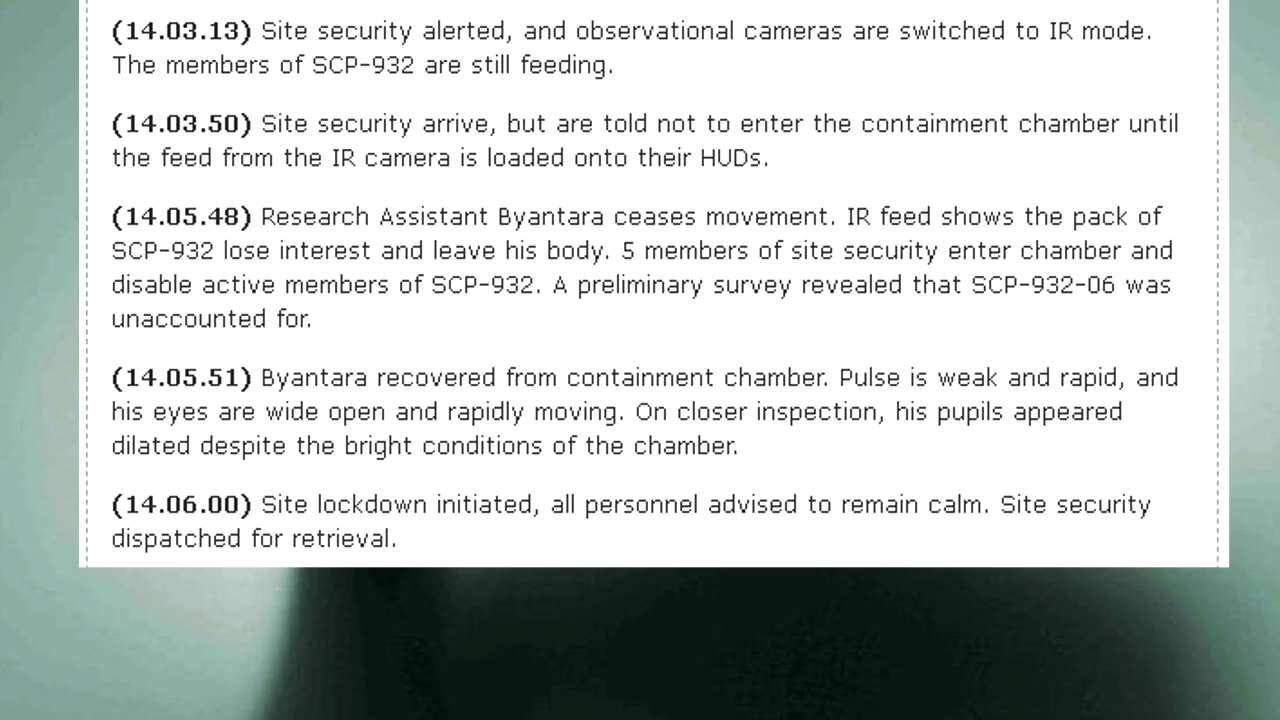 (14.03.13) Site security alerted, and observational cameras are switched to IR mode.
The members of SCP-932 are still feeding.
(14.03.50) Site security arrive, but are told not to enter the containment chamber until
the feed from the IR camera is loaded onto their HUDs.
(14.05.48) Research Assistant Byantara ceases movement. IR feed shows the pack of
SCP-932 lose interest and leave his body. 5 members of site security enter chamber and
disable active members of SCP-932. A preliminary survey revealed that SCP-932-06 was
unaccounted for.
(14.05.51) Byantara recovered from containment chamber. Pulse is weak and rapid, and
his eyes are wide open and rapidly moving. On closer inspection, his pupils appeared
dilated despite the bright conditions of the chamber.
(14.06.00) Site lockdown initiated, all personnel advised to remain calm. Site security
dispatched for retrieval.